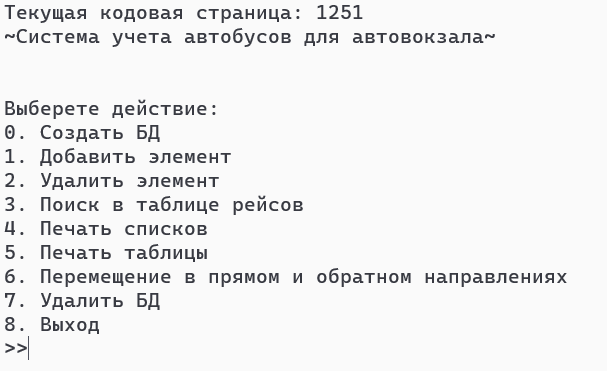 Текущая кодовая страница: 1251
~Система учета автобусов для автовокзала~
Выберете действие:
0. Создать БД
1. Добавить элемент
2. Удалить элемент
3. Поиск в таблице рейсов
4. Печать списков
5. Печать таблицы
6. Перемещение в прямом и обратном направлениях
7. Удалить БД
8. Выход
>>